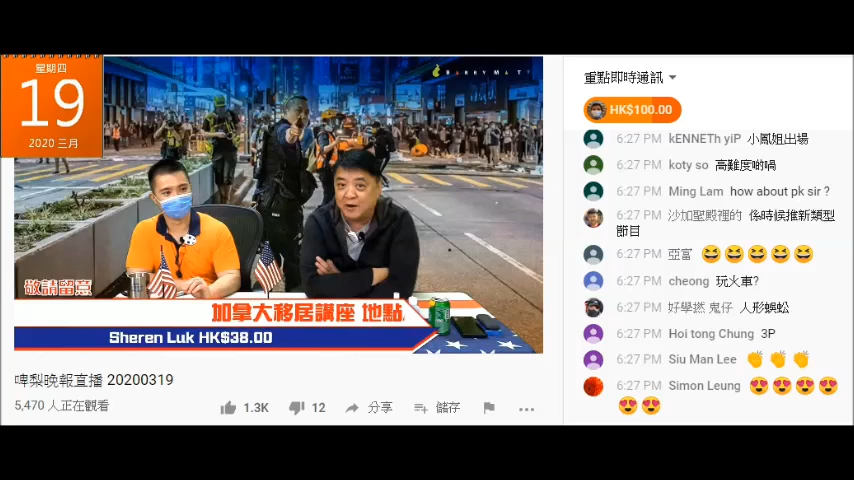 星期四
19
2020 三月
BARRYMAT?
敬請留意
加拿大移居講座 地點
Sheren Luk HK$38.00
啤梨晚報直播 20200319
5,470 人正在觀看
1.3K
12
分享
儲存
重點即時通訊
HK$100.00
6:27 PM kENNETh yiP 小鳳姐出場
6:27 PM koty so 高難度啲喎
6:27 PM Ming Lam how about pk sir ?
6:27 PM 沙加聖殿裡的 係時候推新類型
節目
6:27 PM 亞富 😆😆😆😆😆
6:27 PM cheong 玩火車?
6:27 PM 好學撚 鬼仔 人形蜈蚣
6:27 PM Hoi tong Chung 3P
6:27 PM Siu Man Lee 👏👏👏
6:27 PM Simon Leung 😍😍😍😍
😍😍